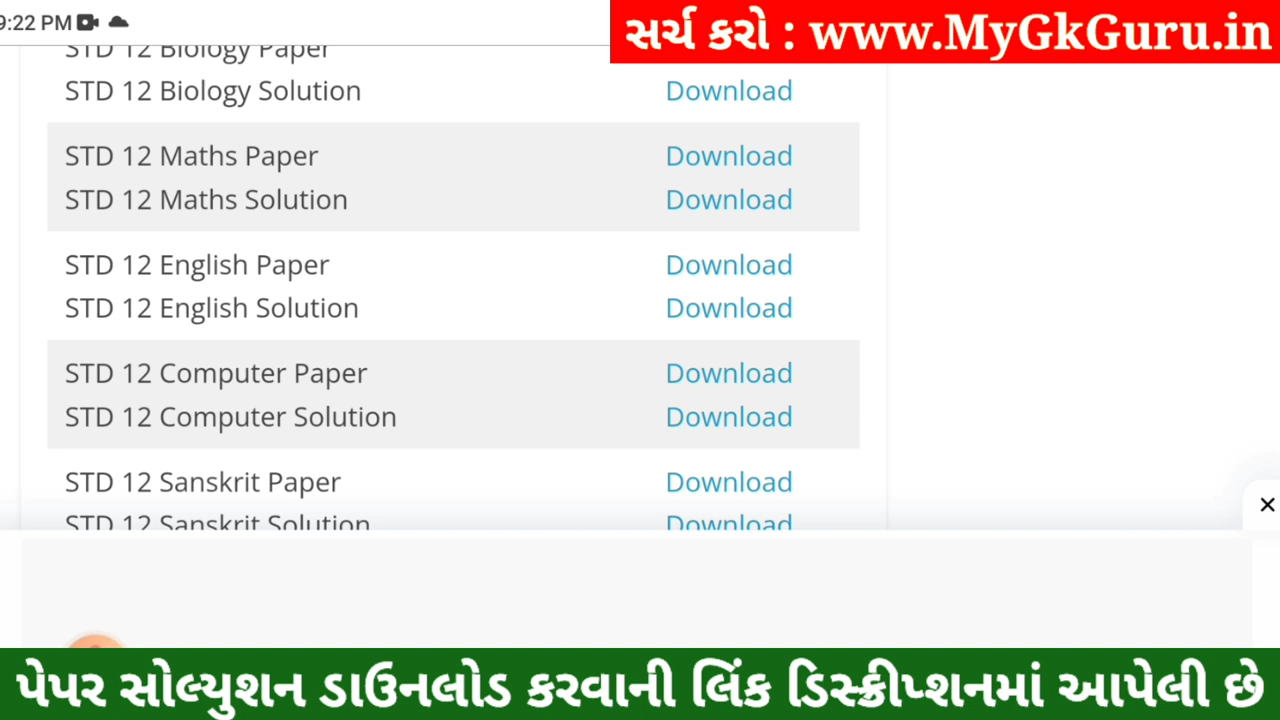 9:22 PM
સર્ચ કરો : www.MyGkGuru.in
STD 12 Biology Paper
STD 12 Biology Solution Download
STD 12 Maths Paper Download
STD 12 Maths Solution Download
STD 12 English Paper Download
STD 12 English Solution Download
STD 12 Computer Paper Download
STD 12 Computer Solution Download
STD 12 Sanskrit Paper Download
STD 12 Sanskrit Solution Download
પેપર સોલ્યુશન ડાઉનલોડ કરવાની લિંક ડિસ્ક્રીપ્શનમાં આપેલી છે